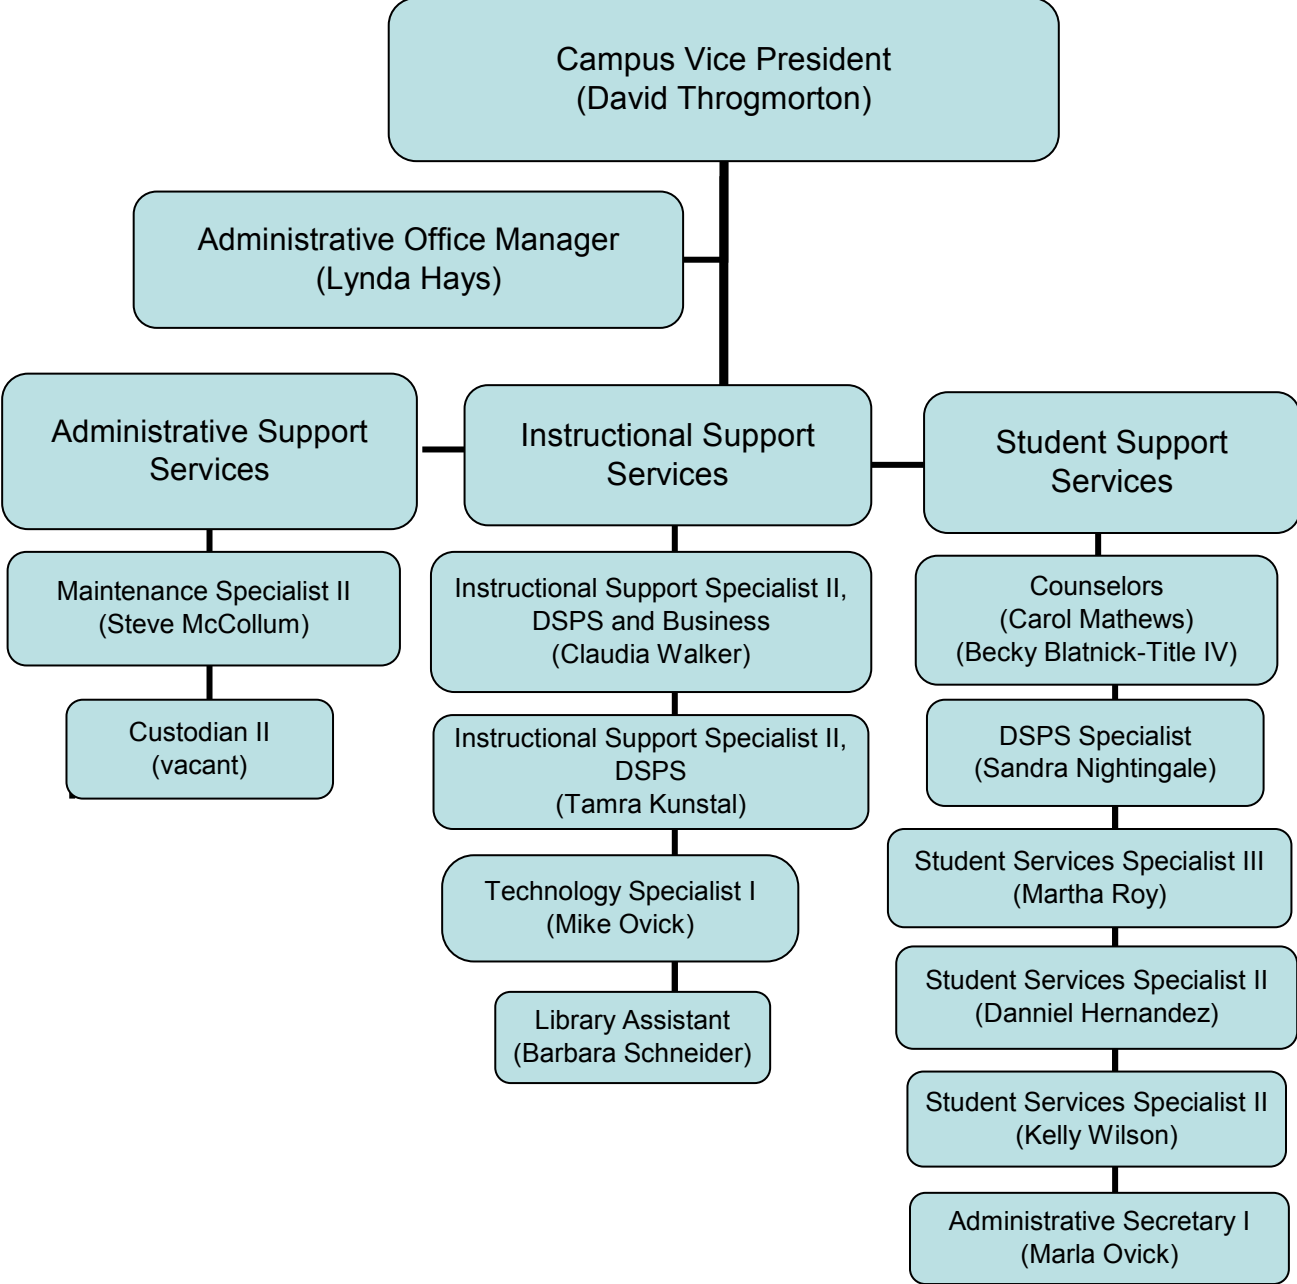 Campus Vice President
(David Throgmorton)
Administrative Office Manager
(Lynda Hays)
Administrative Support
Services
Maintenance Specialist II
(Steve McCollum)
Custodian II
(vacant)
Instructional Support
Services
Instructional Support Specialist II,
DSPS and Business
(Claudia Walker)
Instructional Support Specialist II,
DSPS
(Tamra Kunstal)
Technology Specialist I
(Mike Ovick)
Library Assistant
(Barbara Schneider)
Student Support
Services
Counselors
(Carol Mathews)
(Becky Blatnick-Title IV)
DSPS Specialist
(Sandra Nightingale)
Student Services Specialist III
(Martha Roy)
Student Services Specialist II
(Danniel Hernandez)
Student Services Specialist II
(Kelly Wilson)
Administrative Secretary I
(Marla Ovick)